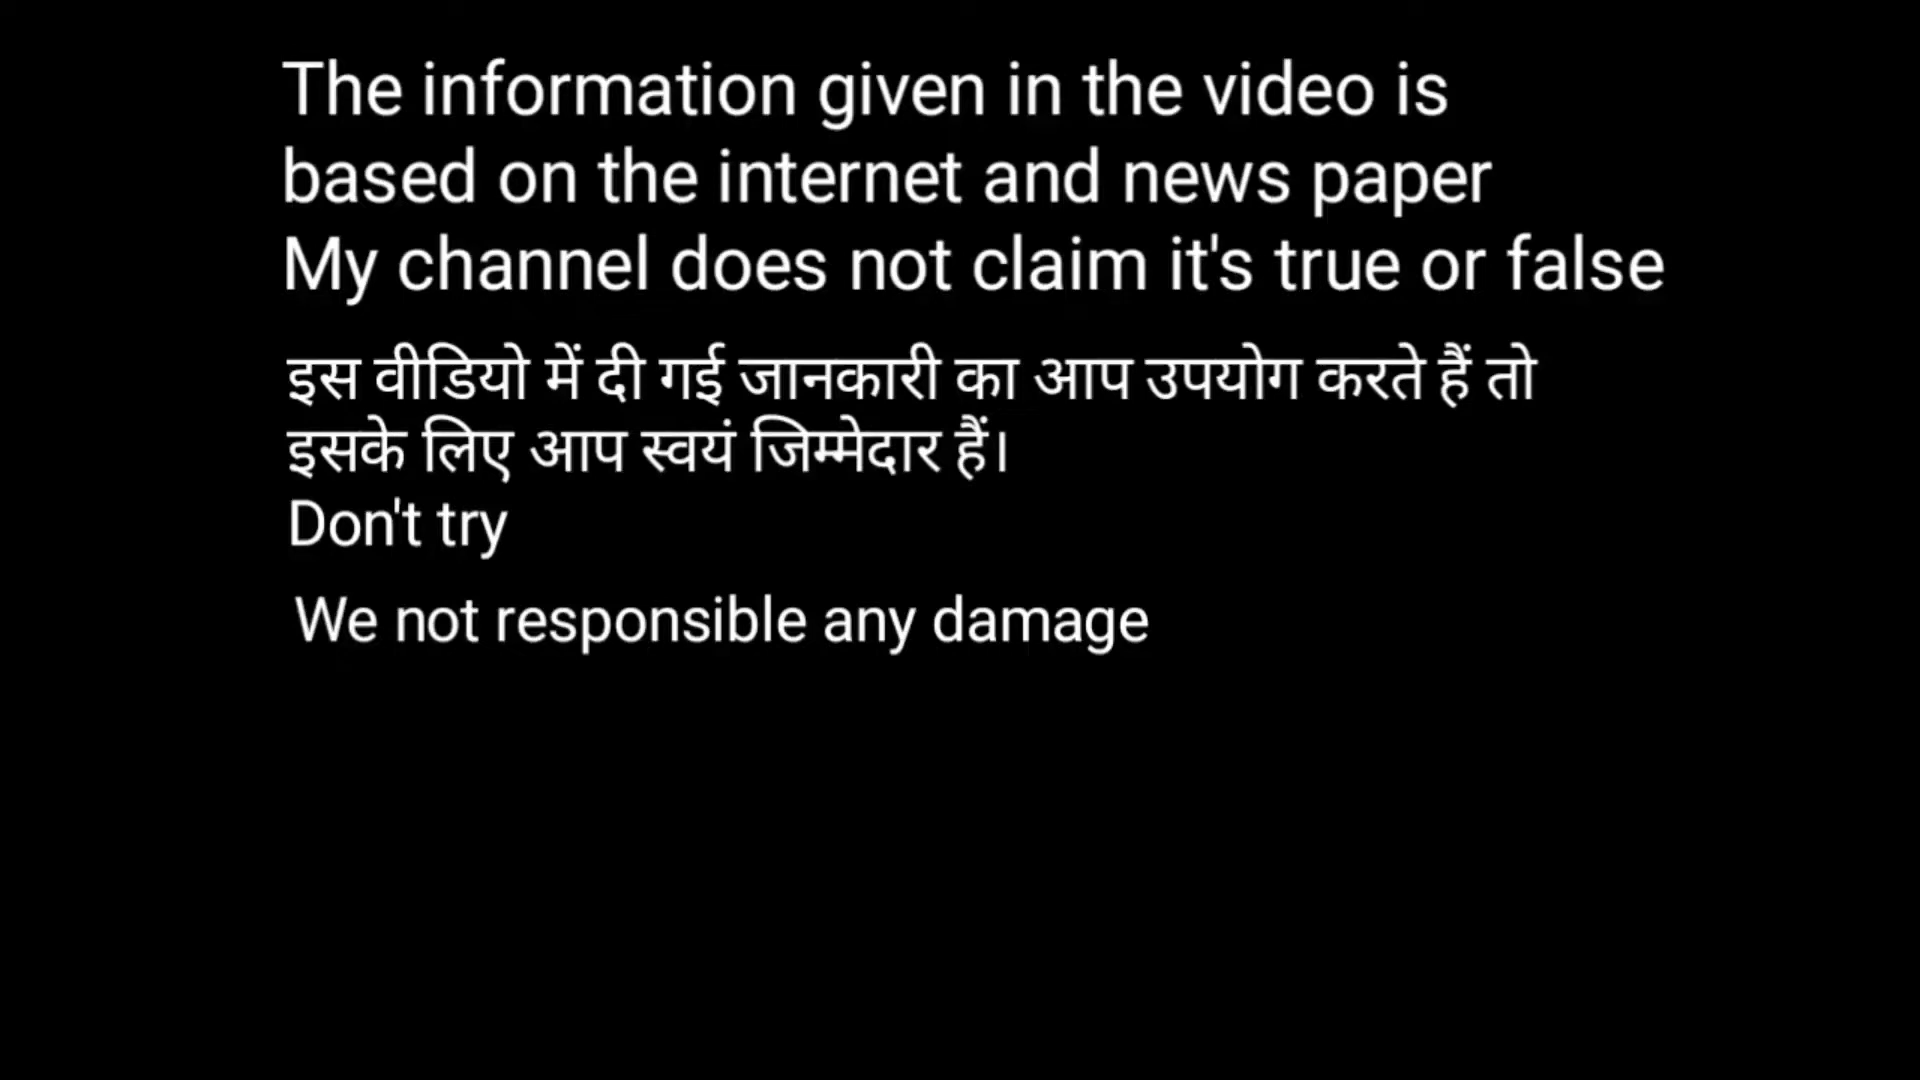 The information given in the video is
based on the internet and news paper
My channel does not claim it's true or false
इस वीडियो में दी गई जानकारी का आप उपयोग करते हैं तो
इसके लिए आप स्वयं जिम्मेदार हैं।
Don't try
We not responsible any damage